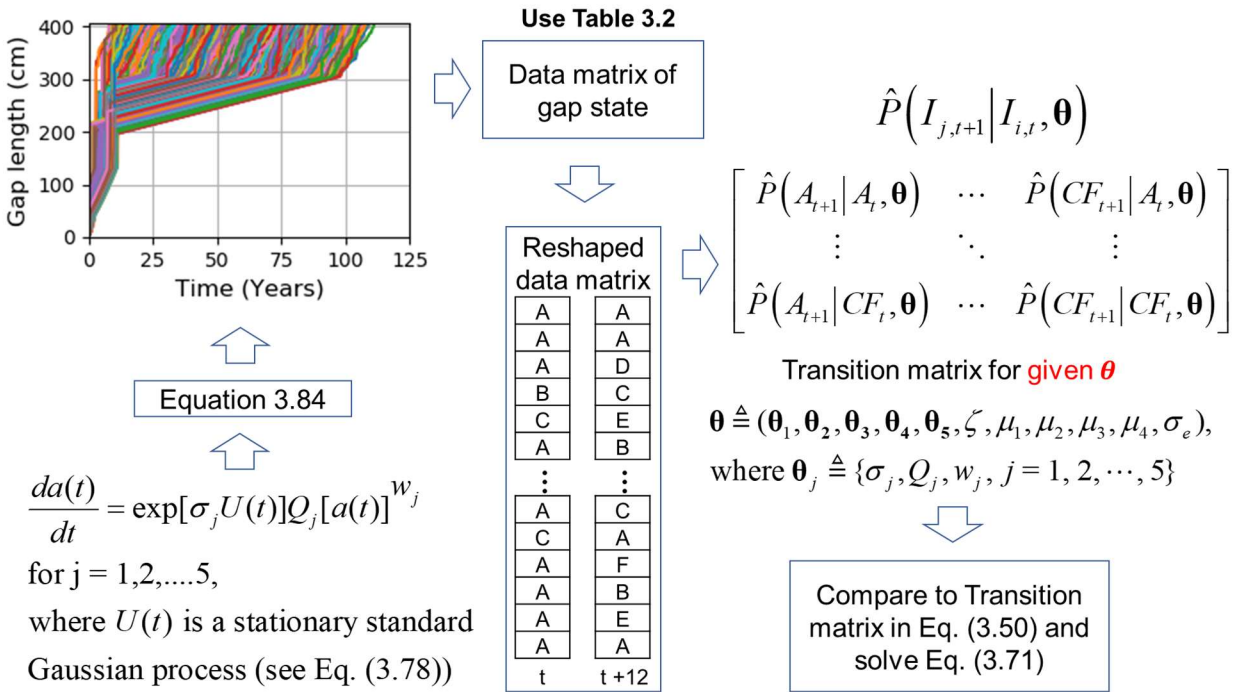 Gap length (cm)
400
300
200
100
0
0 25 50 75 100 125
Time (Years)
Equation 3.84
da(t)/dt = exp[σ_j U(t)]Q_j[a(t)]^{w_j}
for j = 1,2,....5,
where U(t) is a stationary standard
Gaussian process (see Eq. (3.78))
Use Table 3.2
Data matrix of
gap state
Reshaped
data matrix
A A
A A
A D
B C
C E
A B
⋮ ⋮
A C
C A
A F
A B
A E
A A
t t +12
P̂(I_{j,t+1}|I_{i,t},θ)
P̂(A_{t+1}|A_t,θ) ⋯ P̂(CF_{t+1}|A_t,θ)
⋮ ⋱ ⋮
P̂(A_{t+1}|CF_t,θ) ⋯ P̂(CF_{t+1}|CF_t,θ)
Transition matrix for given θ
θ ≜ (θ₁,θ₂,θ₃,θ₄,θ₅,ζ,μ₁,μ₂,μ₃,μ₄,σ_e),
where θ_j ≜ {σ_j,Q_j,w_j, j = 1, 2, ⋯, 5}
Compare to Transition
matrix in Eq. (3.50) and
solve Eq. (3.71)